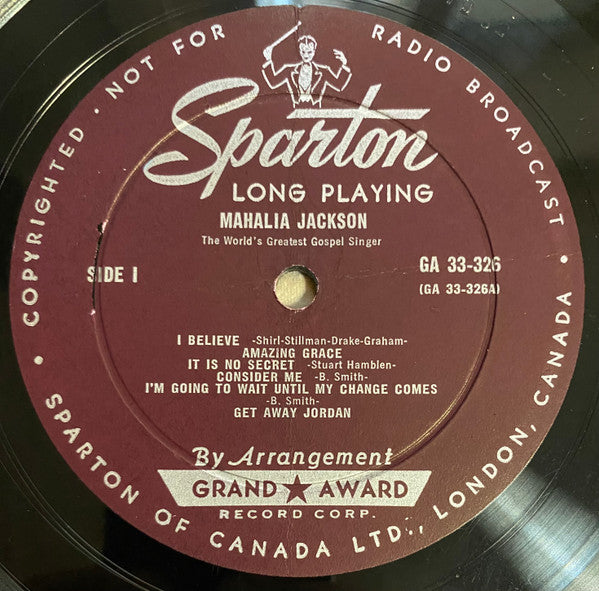 COPYRIGHTED · NOT FOR RADIO BROADCAST
Sparton
LONG PLAYING
MAHALIA JACKSON
The World's Greatest Gospel Singer
SIDE 1
GA 33-326
(GA 33-326A)
I BELIEVE -Shirl-Stillman-Drake-Graham-
AMAZING GRACE
IT IS NO SECRET -Stuart Hamblen-
CONSIDER ME -B. Smith-
I'M GOING TO WAIT UNTIL MY CHANGE COMES
-B. Smith-
GET AWAY JORDAN
By Arrangement
GRAND ★ AWARD
RECORD CORP.
• SPARTON OF CANADA LTD., LONDON, CANADA •